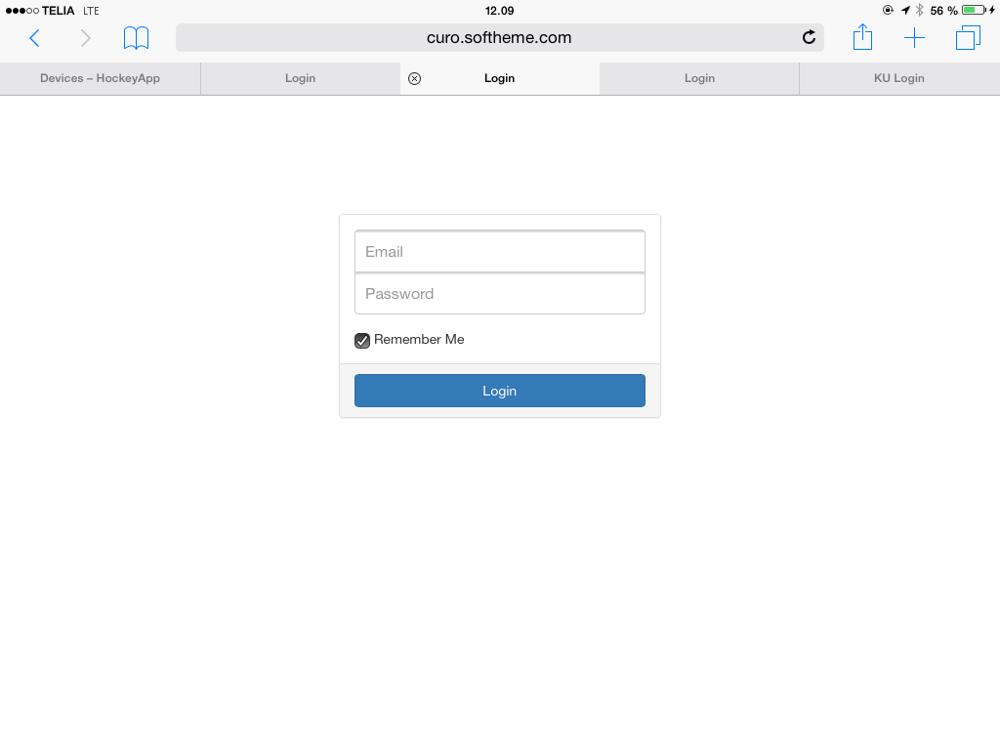 TELIA LTE 12.09 56 %
curo.softheme.com
Devices – HockeyApp Login Login Login KU Login
Email
Password
Remember Me
Login